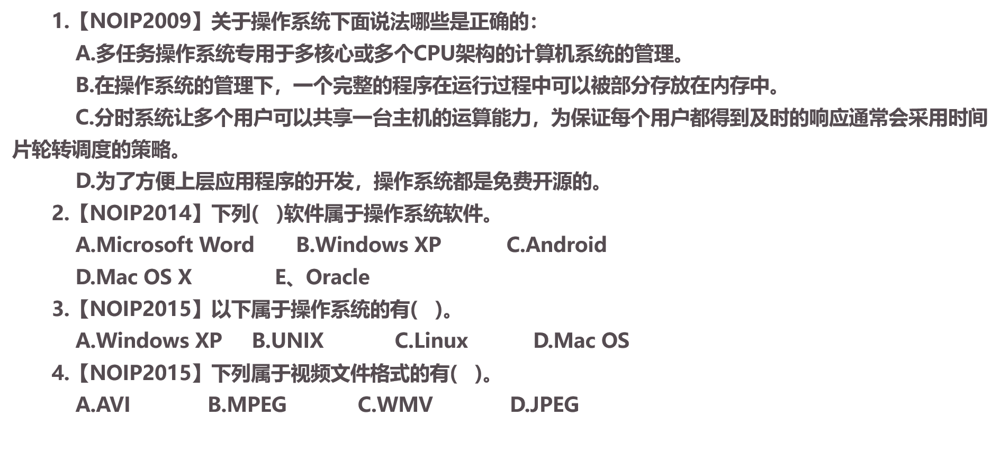 1.【NOIP2009】关于操作系统下面说法哪些是正确的：
A.多任务操作系统专用于多核心或多个CPU架构的计算机系统的管理。
B.在操作系统的管理下，一个完整的程序在运行过程中可以被部分存放在内存中。
C.分时系统让多个用户可以共享一台主机的运算能力，为保证每个用户都得到及时的响应通常会采用时间
片轮转调度的策略。
D.为了方便上层应用程序的开发，操作系统都是免费开源的。
2.【NOIP2014】下列(   )软件属于操作系统软件。
A.Microsoft Word    B.Windows XP    C.Android
D.Mac OS X    E、Oracle
3.【NOIP2015】以下属于操作系统的有(   )。
A.Windows XP    B.UNIX    C.Linux    D.Mac OS
4.【NOIP2015】下列属于视频文件格式的有(   )。
A.AVI    B.MPEG    C.WMV    D.JPEG